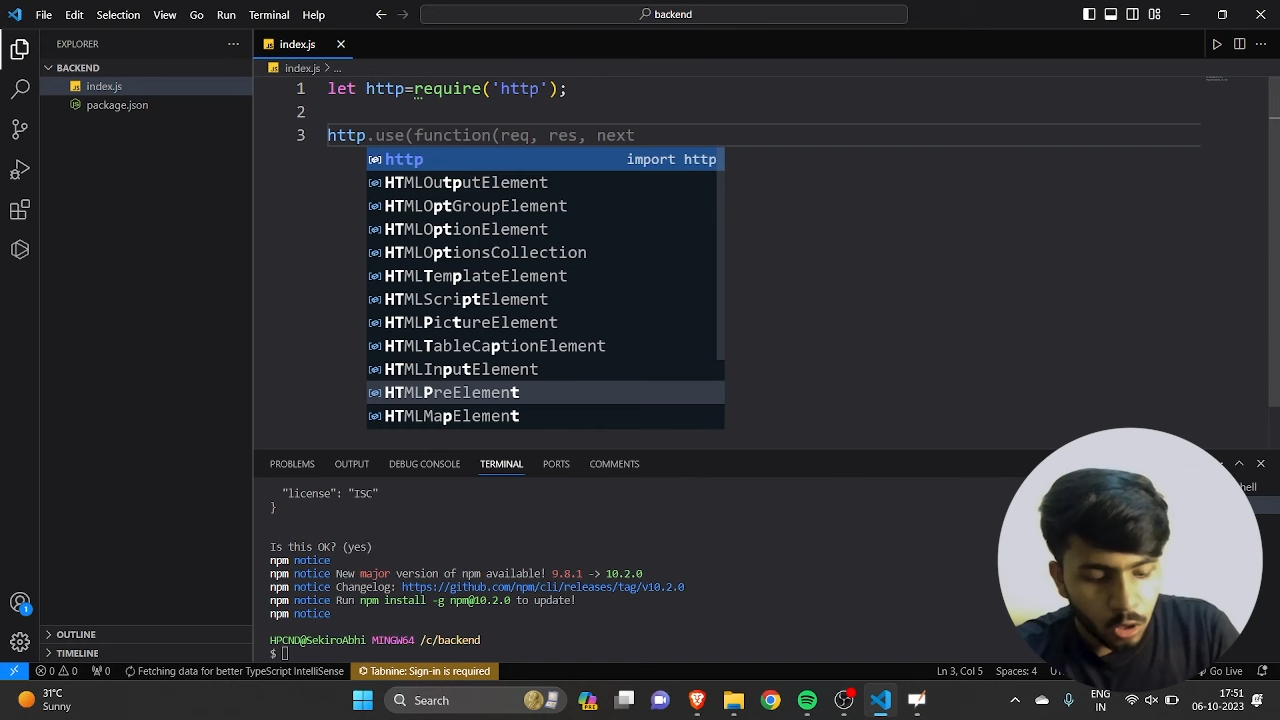 File Edit Selection View Go Run Terminal Help
backend
EXPLORER
BACKEND
index.js
package.json
OUTLINE
TIMELINE
index.js
index.js > ...
1 let http=require('http');
2
3 http.use(function(req, res, next
http import http
HTMLOutputElement
HTMLOptGroupElement
HTMLOptionElement
HTMLOptionsCollection
HTMLTemplateElement
HTMLScriptElement
HTMLPictureElement
HTMLTableCaptionElement
HTMLInputElement
HTMLPreElement
HTMLMapElement
PROBLEMS OUTPUT DEBUG CONSOLE TERMINAL PORTS COMMENTS
"license": "ISC"
}
Is this OK? (yes)
npm notice
npm notice New major version of npm available! 9.8.1 -> 10.2.0
npm notice Changelog: https://github.com/npm/cli/releases/tag/v10.2.0
npm notice Run npm install -g npm@10.2.0 to update!
npm notice
HPCND@SekiroAbhi MINGW64 /c/backend
$
1
0 0 0 Fetching data for better TypeScript IntelliSense Tabnine: Sign-in is required Ln 3, Col 5 Spaces: 4 Go Live
31°C
Sunny
Search
PRE
ENG
IN
17:51
06-10-2023